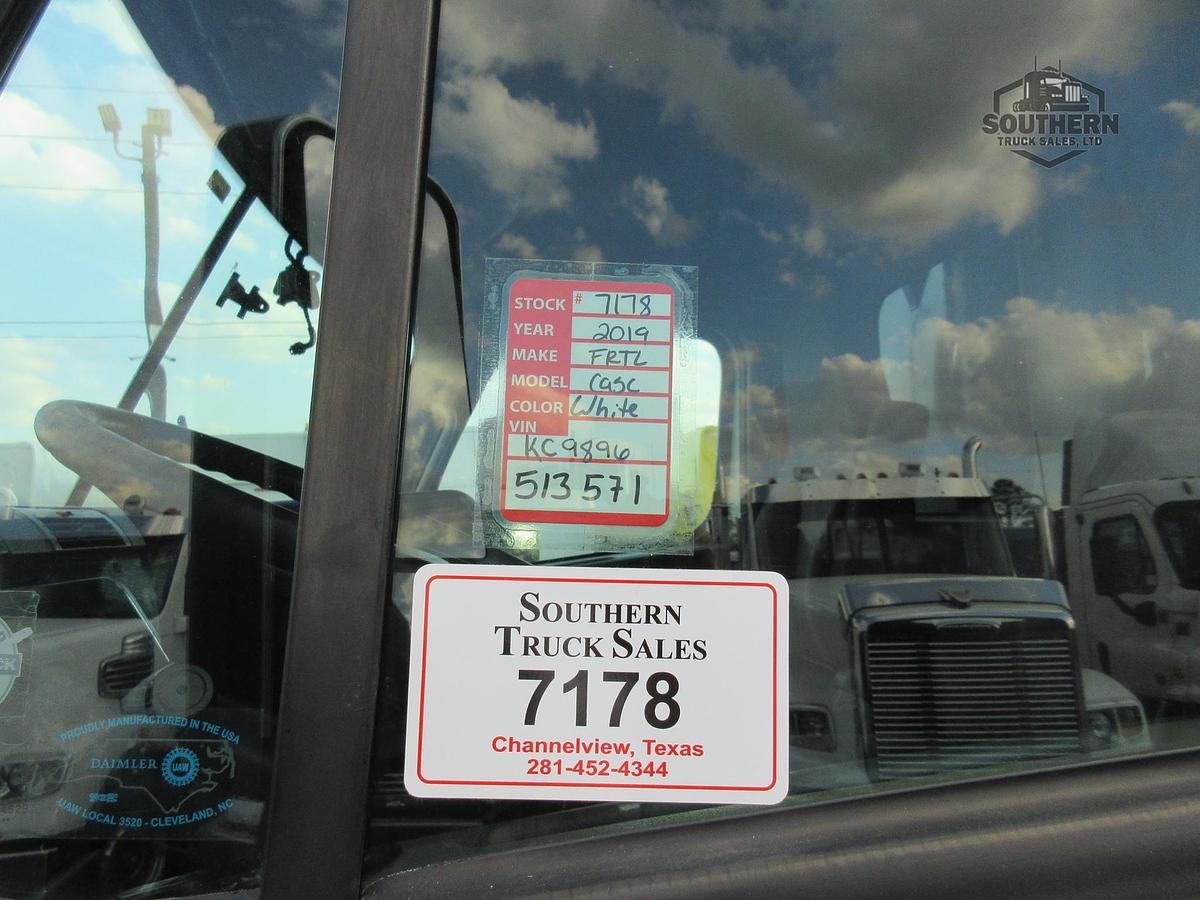 SOUTHERN
TRUCK SALES, LTD
STOCK # 7178
YEAR 2019
MAKE FRTL
MODEL Casc
COLOR White
VIN
KC9896
513571
SOUTHERN
TRUCK SALES
7178
Channelview, Texas
281-452-4344
PROUDLY MANUFACTURED IN THE USA
DAIMLER UAW
UAW LOCAL 3520 - CLEVELAND, NC